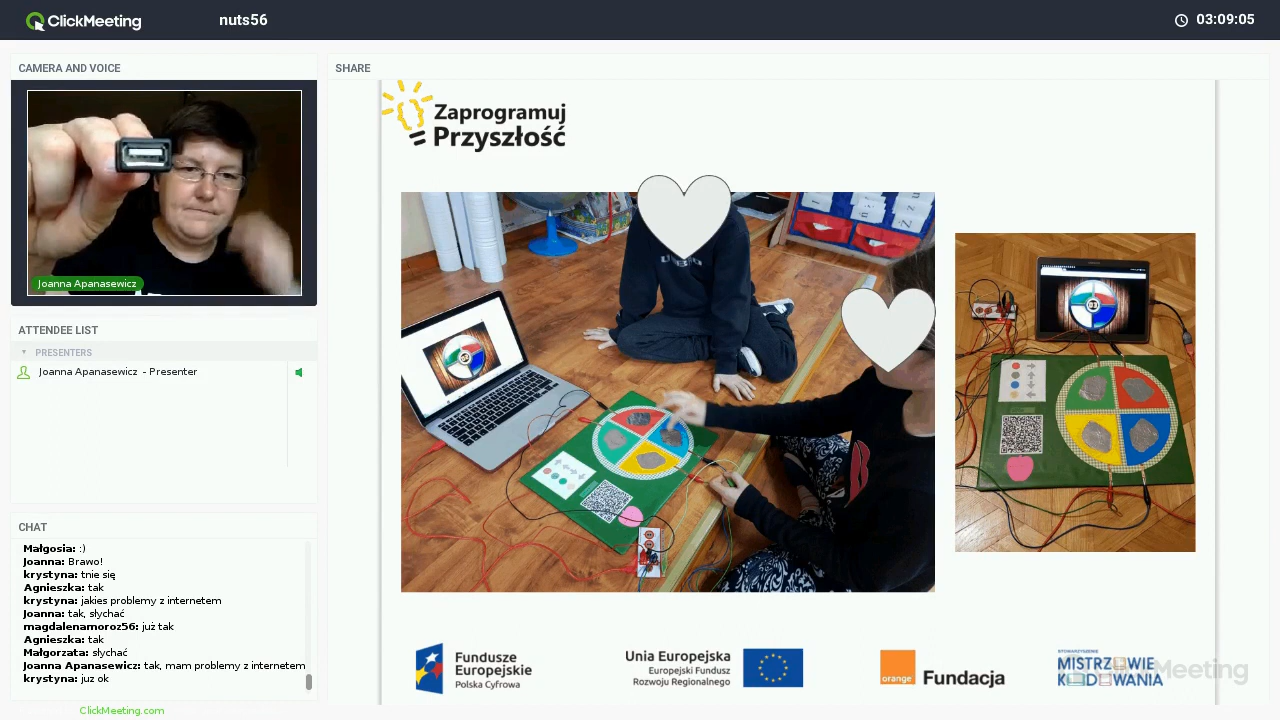 ClickMeeting
nuts56
03:09:05
CAMERA AND VOICE
Joanna Apanasewicz
ATTENDEE LIST
PRESENTERS
Joanna Apanasewicz - Presenter
CHAT
Małgosia: :)
Joanna: Brawo!
krystyna: tnie się
Agnieszka: tak
krystyna: jakies problemy z internetem
Joanna: tak, słychać
magdalenamoroz56: już tak
Agnieszka: tak
Małgorzata: słychać
Joanna Apanasewicz: tak, mam problemy z internetem
krystyna: juz ok
ClickMeeting.com
SHARE
Zaprogramuj
Przyszłość
Fundusze
Europejskie
Polska Cyfrowa
Unia Europejska
Europejski Fundusz
Rozwoju Regionalnego
orange
Fundacja
STOWARZYSZENIE
MISTRZOWIE
KODOWANIA
Meeting